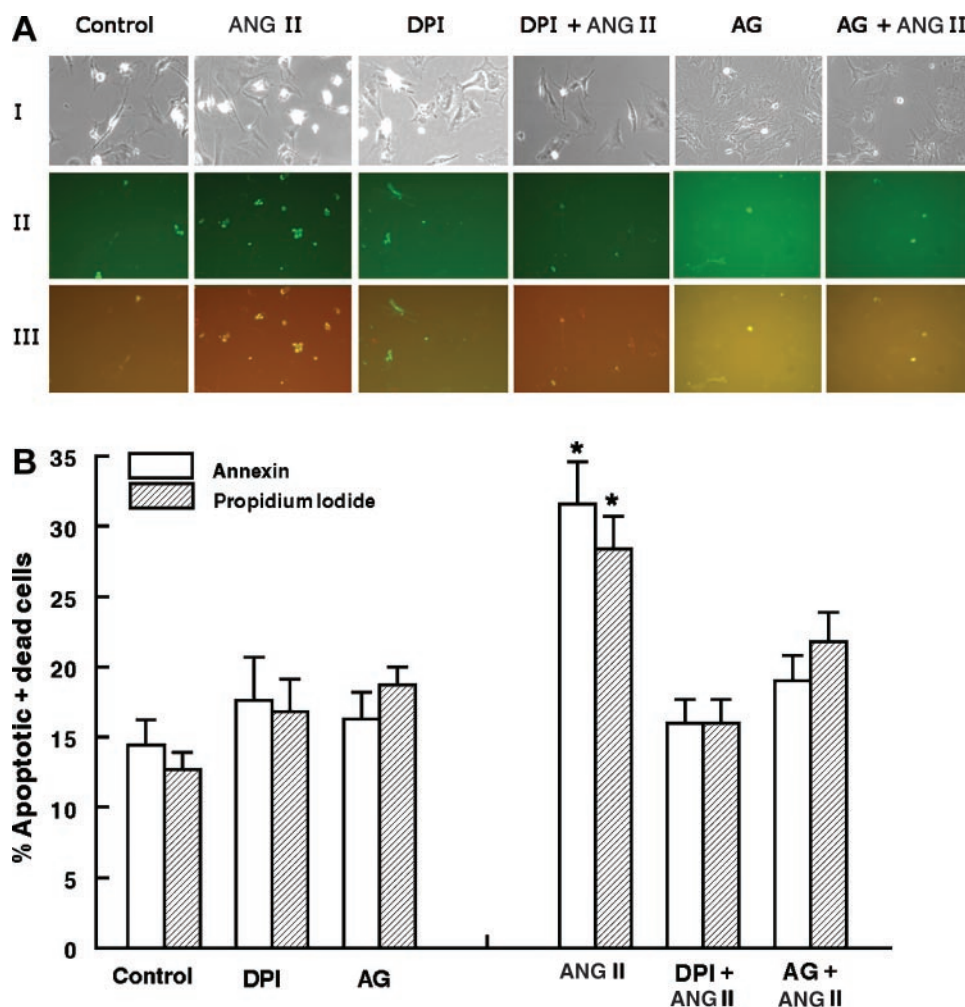 A Control ANG II DPI DPI + ANG II AG AG + ANG II
I
II
III
B
* *
Annexin
Propidium Iodide
% Apoptotic + dead cells
35
30
25
20
15
10
5
0
Control DPI AG ANG II DPI + AG +
ANG II ANG II